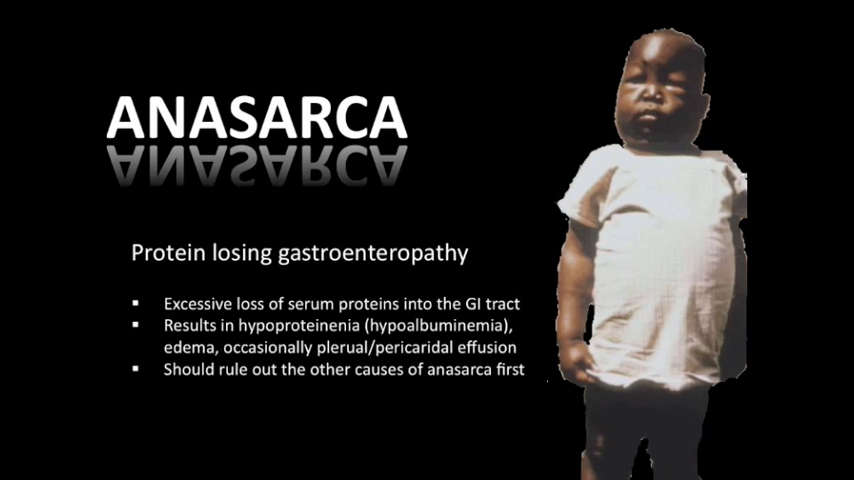 ANASARCA
Protein losing gastroenteropathy
▪ Excessive loss of serum proteins into the GI tract
▪ Results in hypoproteinenia (hypoalbuminemia),
edema, occasionally plerual/pericaridal effusion
▪ Should rule out the other causes of anasarca first